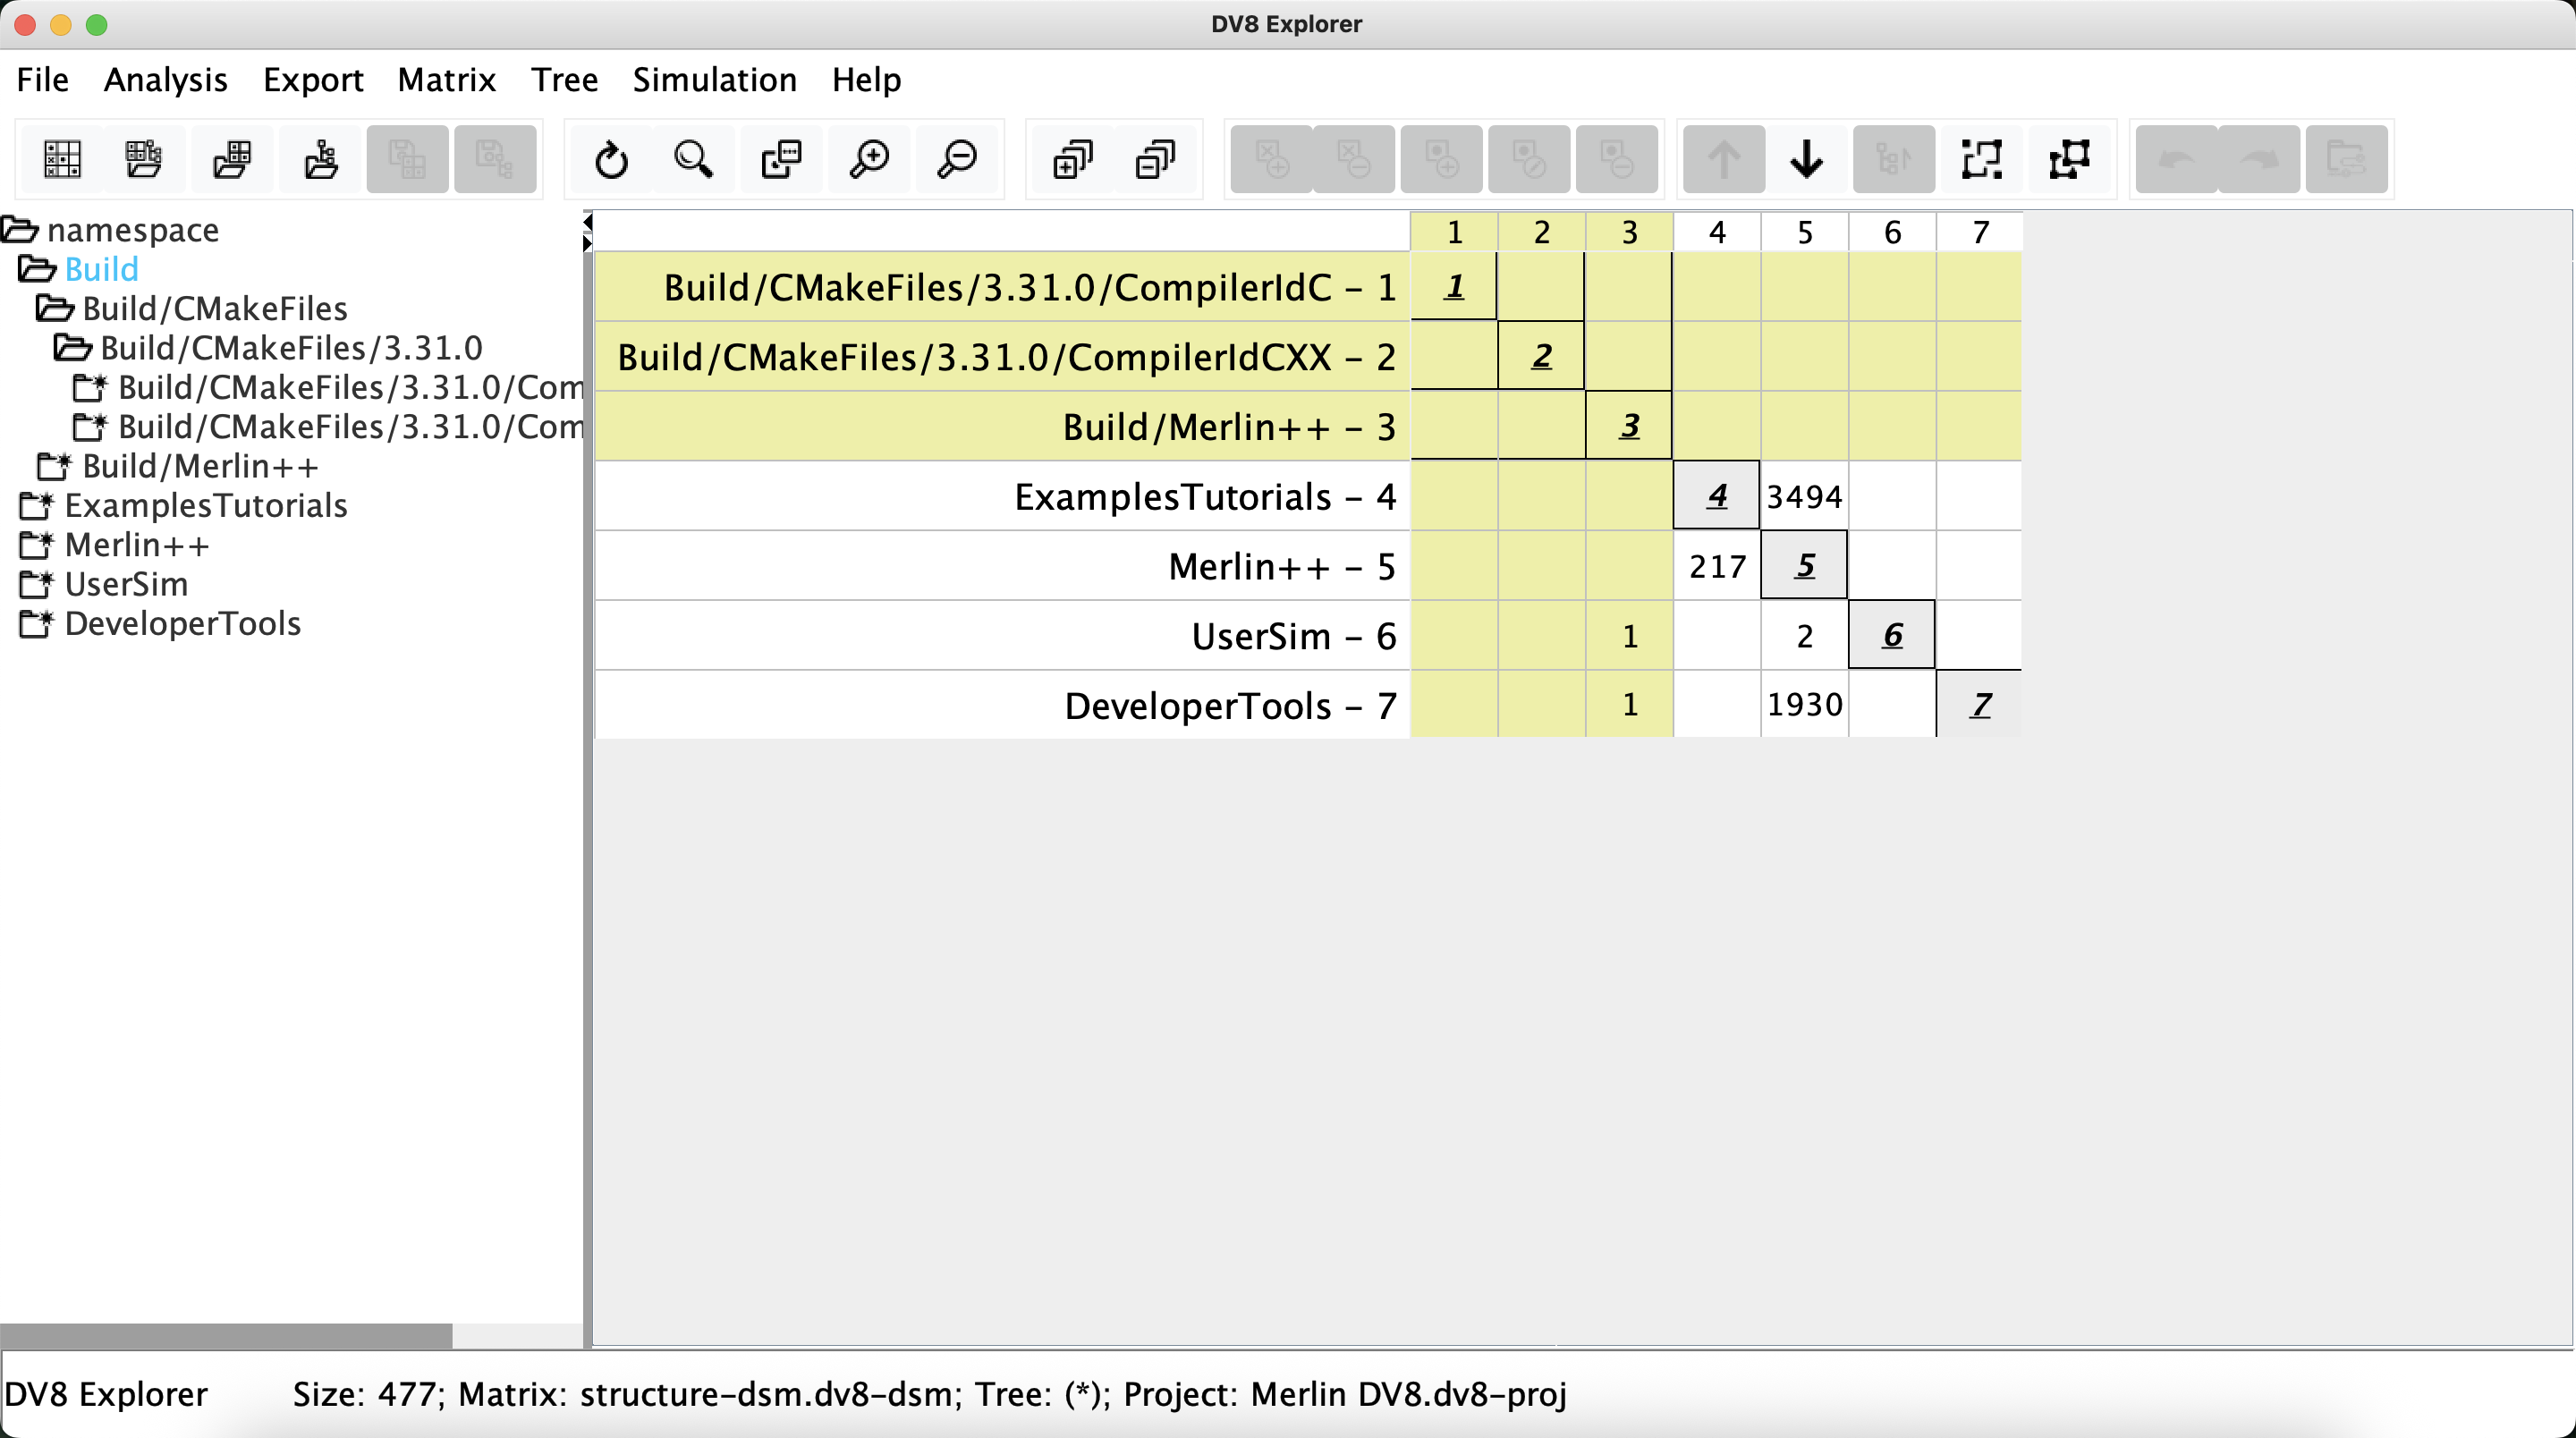 DV8 Explorer
File Analysis Export Matrix Tree Simulation Help
namespace
Build
Build/CMakeFiles
Build/CMakeFiles/3.31.0
Build/CMakeFiles/3.31.0/Com
Build/CMakeFiles/3.31.0/Com
Build/Merlin++
ExamplesTutorials
Merlin++
UserSim
DeveloperTools
1 2 3 4 5 6 7
Build/CMakeFiles/3.31.0/CompilerIdC – 1 1
Build/CMakeFiles/3.31.0/CompilerIdCXX – 2 2
Build/Merlin++ – 3 3
ExamplesTutorials – 4 4 3494
Merlin++ – 5 217 5
UserSim – 6 1 2 6
DeveloperTools – 7 1 1930 7
DV8 Explorer Size: 477; Matrix: structure-dsm.dv8-dsm; Tree: (*); Project: Merlin DV8.dv8-proj